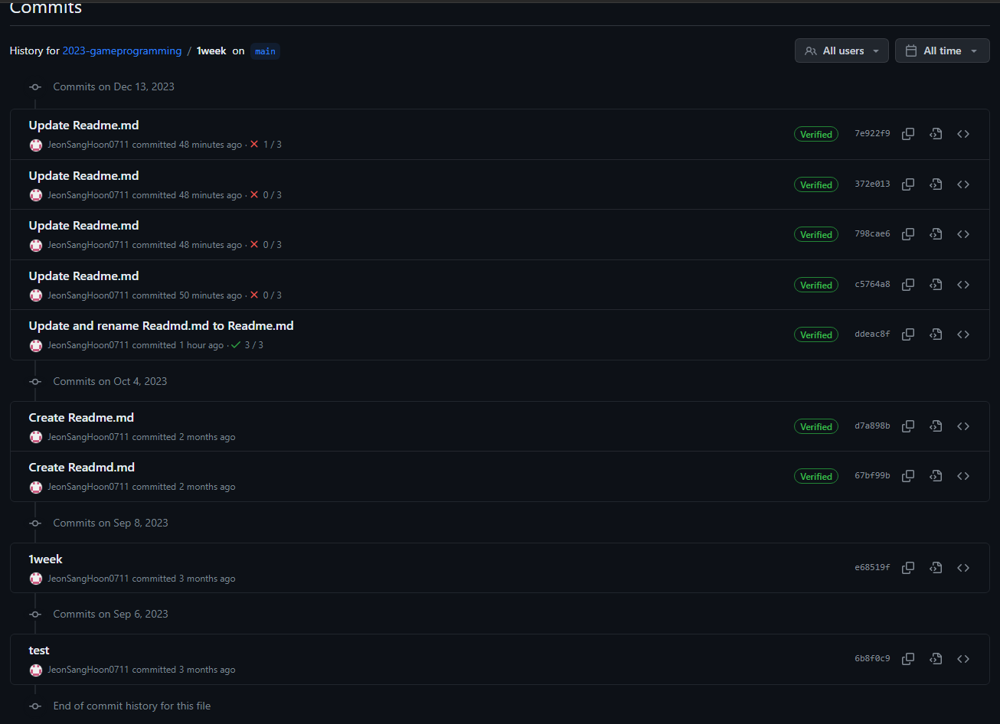 Commits
History for 2023-gameprogramming / 1week on main
All users
All time
Commits on Dec 13, 2023
Update Readme.md
JeonSangHoon0711 committed 48 minutes ago · 1 / 3
Verified
7e922f9
Update Readme.md
JeonSangHoon0711 committed 48 minutes ago · 0 / 3
Verified
372e013
Update Readme.md
JeonSangHoon0711 committed 48 minutes ago · 0 / 3
Verified
798cae6
Update Readme.md
JeonSangHoon0711 committed 50 minutes ago · 0 / 3
Verified
c5764a8
Update and rename Readmd.md to Readme.md
JeonSangHoon0711 committed 1 hour ago · 3 / 3
Verified
ddeac8f
Commits on Oct 4, 2023
Create Readme.md
JeonSangHoon0711 committed 2 months ago
Verified
d7a898b
Create Readmd.md
JeonSangHoon0711 committed 2 months ago
Verified
67bf99b
Commits on Sep 8, 2023
1week
JeonSangHoon0711 committed 3 months ago
e68519f
Commits on Sep 6, 2023
test
JeonSangHoon0711 committed 3 months ago
6b8f0c9
End of commit history for this file